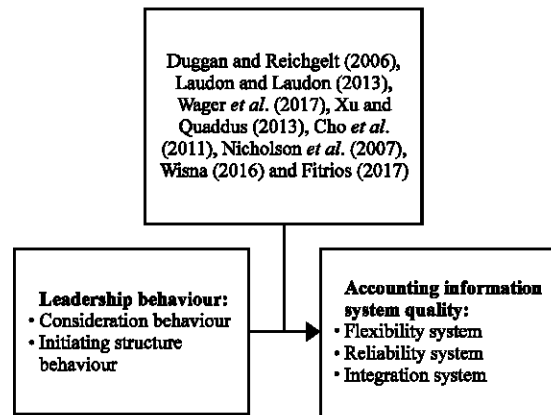 Duggan and Reichgelt (2006),
Laudon and Laudon (2013),
Wager et al. (2017), Xu and
Quaddus (2013), Cho et al.
(2011), Nicholson et al. (2007),
Wisna (2016) and Fitrios (2017)
Leadership behaviour:
• Consideration behaviour
• Initiating structure
behaviour
Accounting information
system quality:
• Flexibility system
• Reliability system
• Integration system